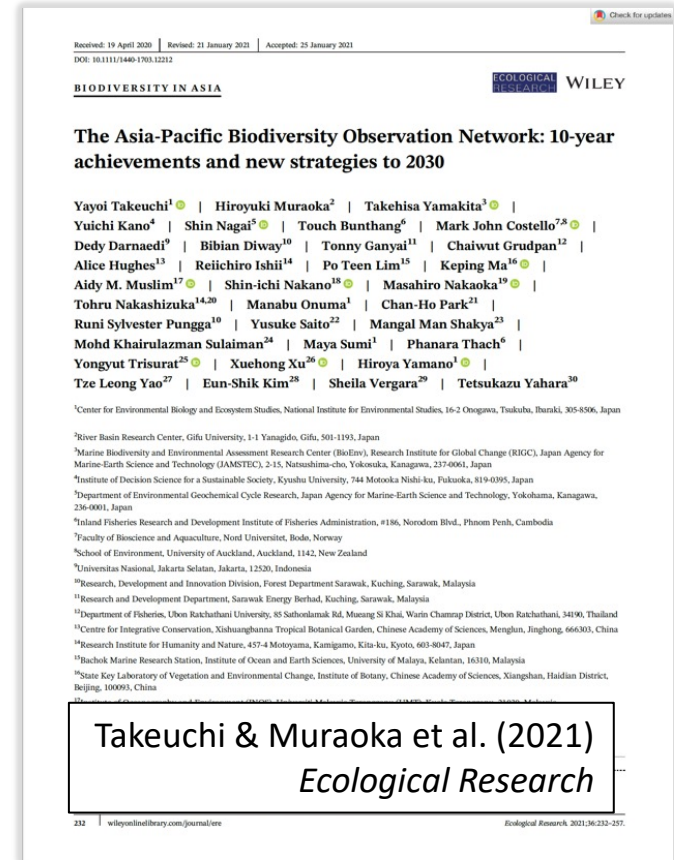 Check for updates
Received: 19 April 2020 | Revised: 21 January 2021 | Accepted: 25 January 2021
DOI: 10.1111/1440-1703.12212
BIODIVERSITY IN ASIA
ECOLOGICAL RESEARCH WILEY
The Asia-Pacific Biodiversity Observation Network: 10-year
achievements and new strategies to 2030
Yayoi Takeuchi1 | Hiroyuki Muraoka2 | Takehisa Yamakita3 |
Yuichi Kano4 | Shin Nagai5 | Touch Bunthang6 | Mark John Costello7,8 |
Dedy Darnaedi9 | Bibian Diway10 | Tonny Ganyai11 | Chaiwut Grudpan12 |
Alice Hughes13 | Reiichiro Ishii14 | Po Teen Lim15 | Keping Ma16 |
Aidy M. Muslim17 | Shin-ichi Nakano18 | Masahiro Nakaoka19 |
Tohru Nakashizuka14,20 | Manabu Onuma1 | Chan-Ho Park21 |
Runi Sylvester Pungga10 | Yusuke Saito22 | Mangal Man Shakya23 |
Mohd Khairulazman Sulaiman24 | Maya Sumi1 | Phanara Thach6 |
Yongyut Trisurat25 | Xuehong Xu26 | Hiroya Yamano1 |
Tze Leong Yao27 | Eun-Shik Kim28 | Sheila Vergara29 | Tetsukazu Yahara30
1Center for Environmental Biology and Ecosystem Studies, National Institute for Environmental Studies, 16-2 Onogawa, Tsukuba, Ibaraki, 305-8506, Japan
2River Basin Research Center, Gifu University, 1-1 Yanagido, Gifu, 501-1193, Japan
3Marine Biodiversity and Environmental Assessment Research Center (BioEnv), Research Institute for Global Change (RIGC), Japan Agency for
Marine-Earth Science and Technology (JAMSTEC), 2-15, Natsushima-cho, Yokosuka, Kanagawa, 237-0061, Japan
4Institute of Decision Science for a Sustainable Society, Kyushu University, 744 Motooka Nishi-ku, Fukuoka, 819-0395, Japan
5Department of Environmental Geochemical Cycle Research, Japan Agency for Marine-Earth Science and Technology, Yokohama, Kanagawa,
236-0001, Japan
6Inland Fisheries Research and Development Institute of Fisheries Administration, #186, Norodom Blvd., Phnom Penh, Cambodia
7Faculty of Bioscience and Aquaculture, Nord Universitet, Bodø, Norway
8School of Environment, University of Auckland, Auckland, 1142, New Zealand
9Universitas Nasional, Jakarta Selatan, Jakarta, 12520, Indonesia
10Research, Development and Innovation Division, Forest Department Sarawak, Kuching, Sarawak, Malaysia
11Research and Development Department, Sarawak Energy Berhad, Kuching, Sarawak, Malaysia
12Department of Fisheries, Ubon Ratchathani University, 85 Sathonlamak Rd, Mueang Si Khai, Warin Chamrap District, Ubon Ratchathani, 34190, Thailand
13Centre for Integrative Conservation, Xishuangbanna Tropical Botanical Garden, Chinese Academy of Sciences, Menglun, Jinghong, 666303, China
14Research Institute for Humanity and Nature, 457-4 Motoyama, Kamigamo, Kita-ku, Kyoto, 603-8047, Japan
15Bachok Marine Research Station, Institute of Ocean and Earth Sciences, University of Malaya, Kelantan, 16310, Malaysia
16State Key Laboratory of Vegetation and Environmental Change, Institute of Botany, Chinese Academy of Sciences, Xiangshan, Haidian District,
Beijing, 100093, China
Takeuchi & Muraoka et al. (2021)
Ecological Research
232 | wileyonlinelibrary.com/journal/ere Ecological Research. 2021;36:232–257.